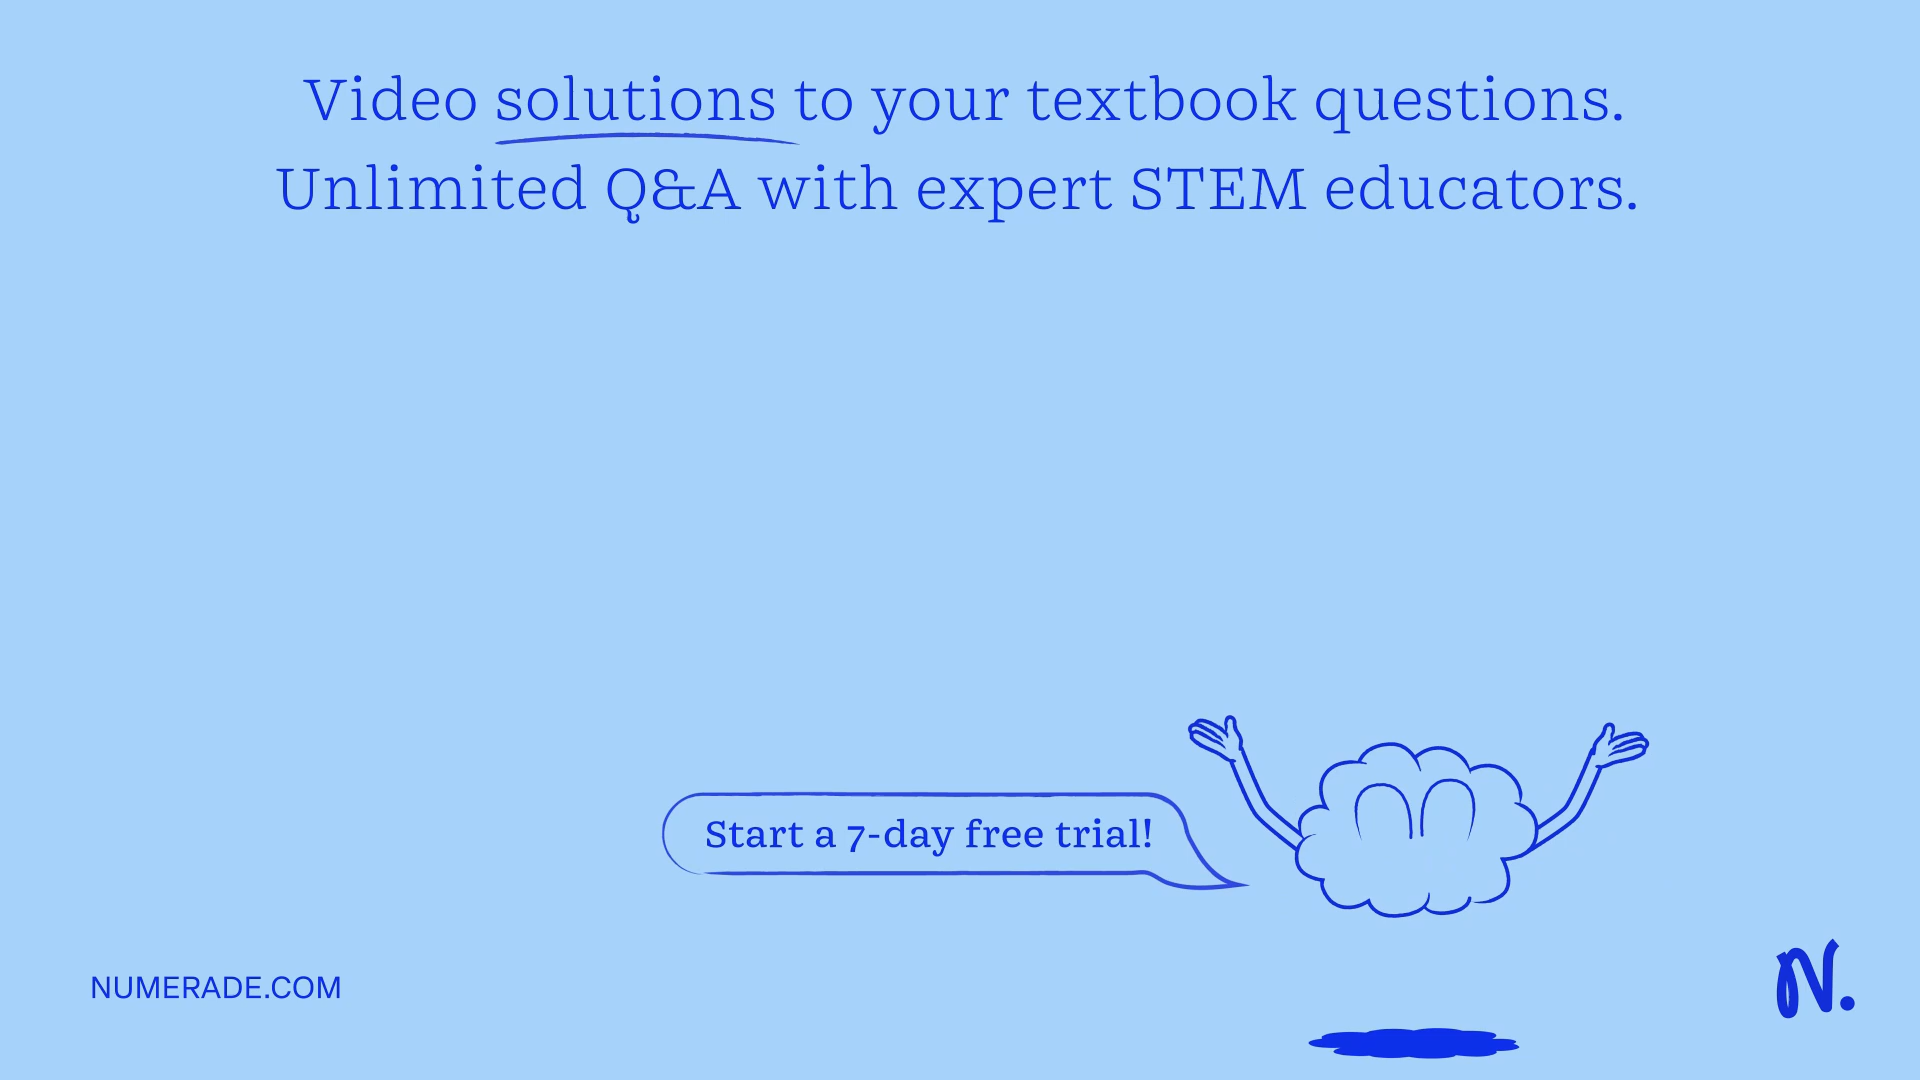 Video solutions to your textbook questions.
Unlimited Q&A with expert STEM educators.
Start a 7-day free trial!
NUMERADE.COM
N.